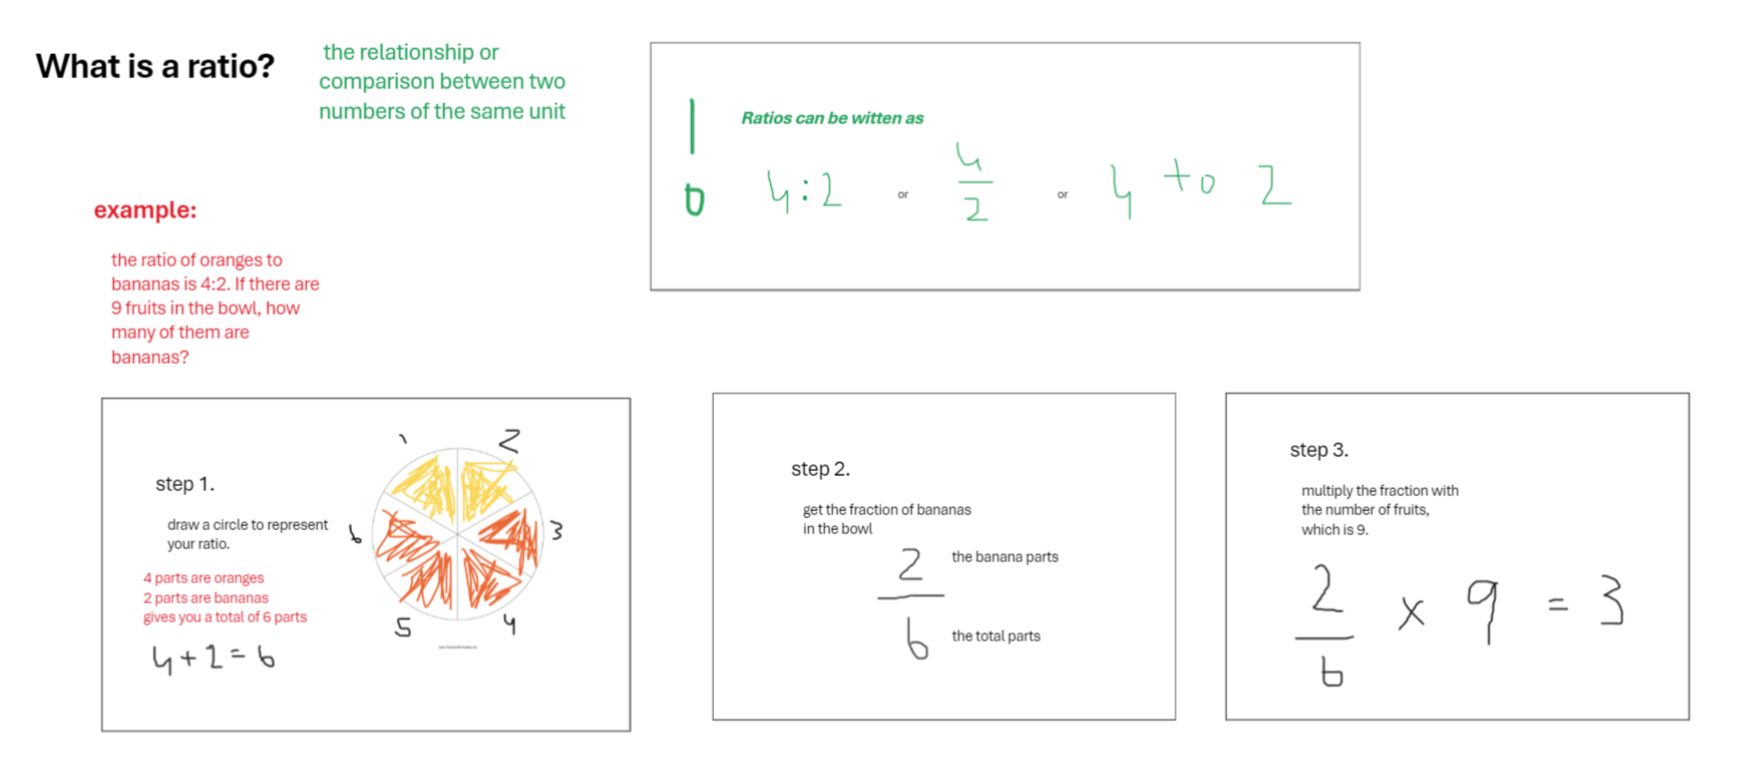 What is a ratio?
the relationship or
comparison between two
numbers of the same unit
!
Ratios can be witten as
4:2 or 4/2 or 4 to 2
example:
the ratio of oranges to
bananas is 4:2. If there are
9 fruits in the bowl, how
many of them are
bananas?
step 1.
draw a circle to represent
your ratio.
4 parts are oranges
2 parts are bananas
gives you a total of 6 parts
4+2=6
1
2
3
4
5
6
step 2.
get the fraction of bananas
in the bowl
2 the banana parts
6 the total parts
step 3.
multiply the fraction with
the number of fruits,
which is 9.
2/6 x 9 = 3